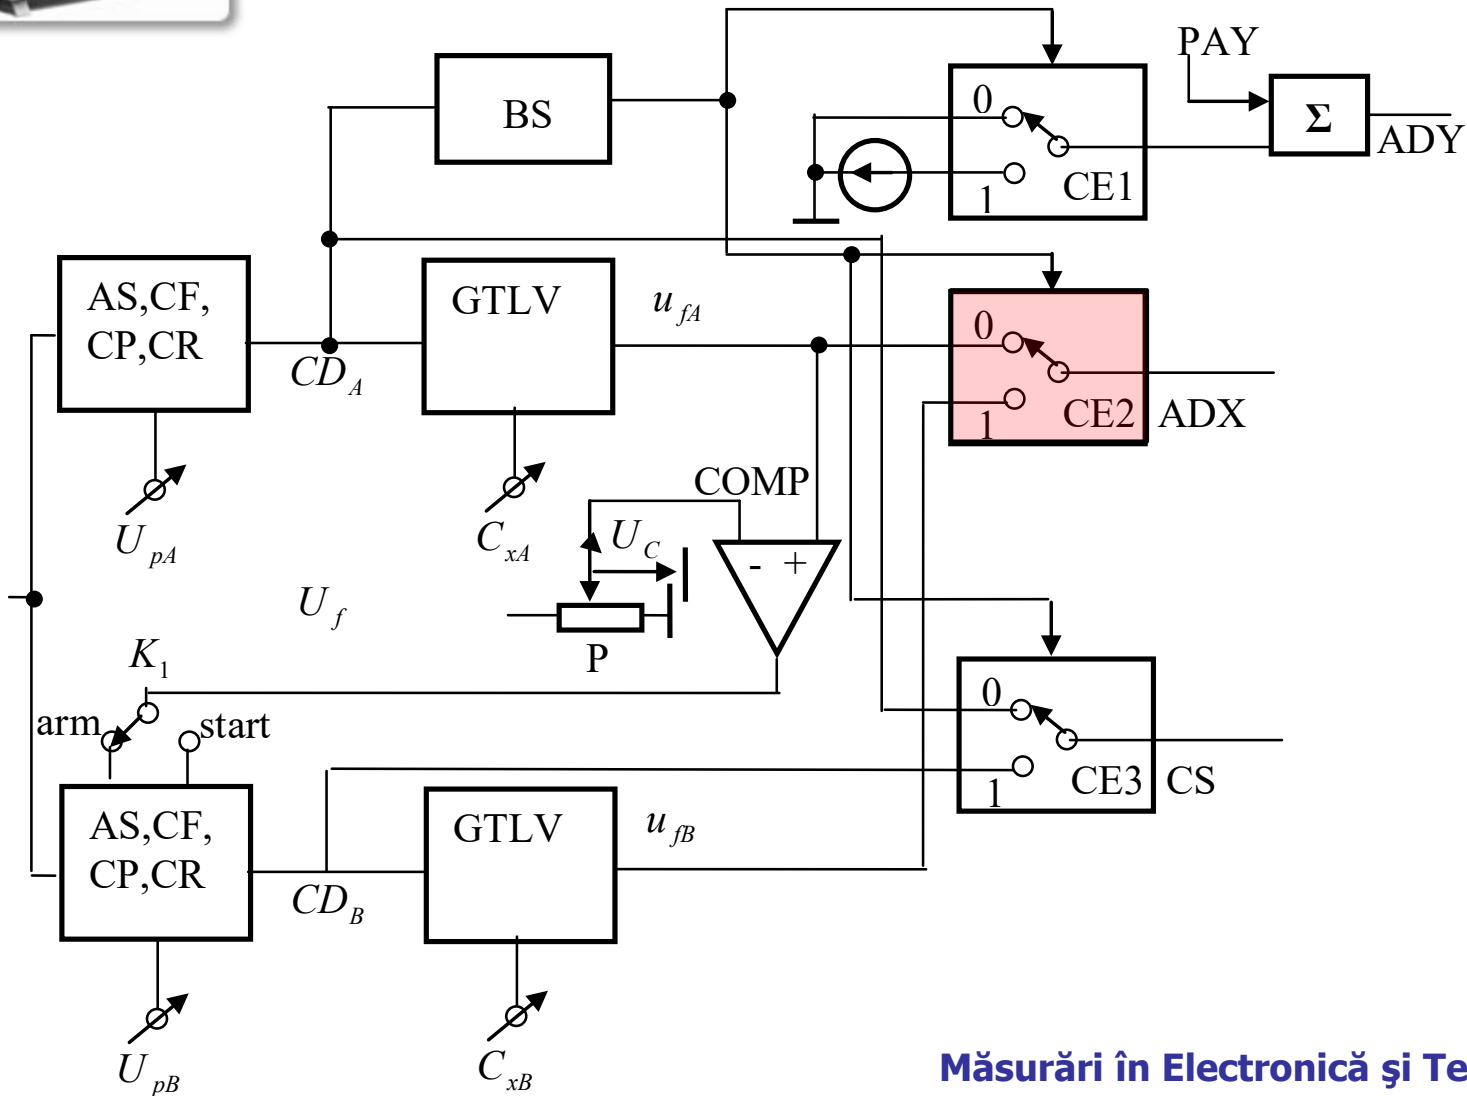 PAY
BS
0
Σ
ADY
1
CE1
AS,CF,
CP,CR
GTLV
u fA
0
CD A
1
CE2
ADX
COMP
U pA
C xA
U C
- +
U f
P
K 1
0
arm
start
1
CE3
CS
AS,CF,
CP,CR
GTLV
u fB
CD B
U pB
C xB
Măsurări în Electronică şi Te